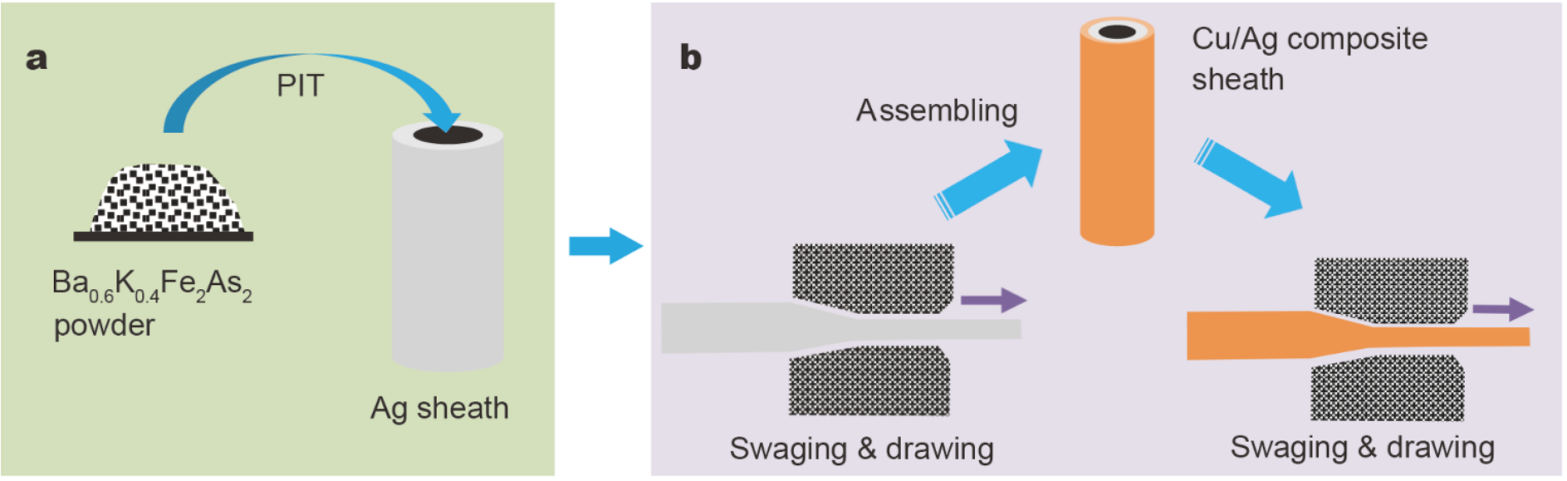 a
PIT
Ba0.6K0.4Fe2As2
powder
Ag sheath
b
Assembling
Cu/Ag composite
sheath
Swaging & drawing
Swaging & drawing